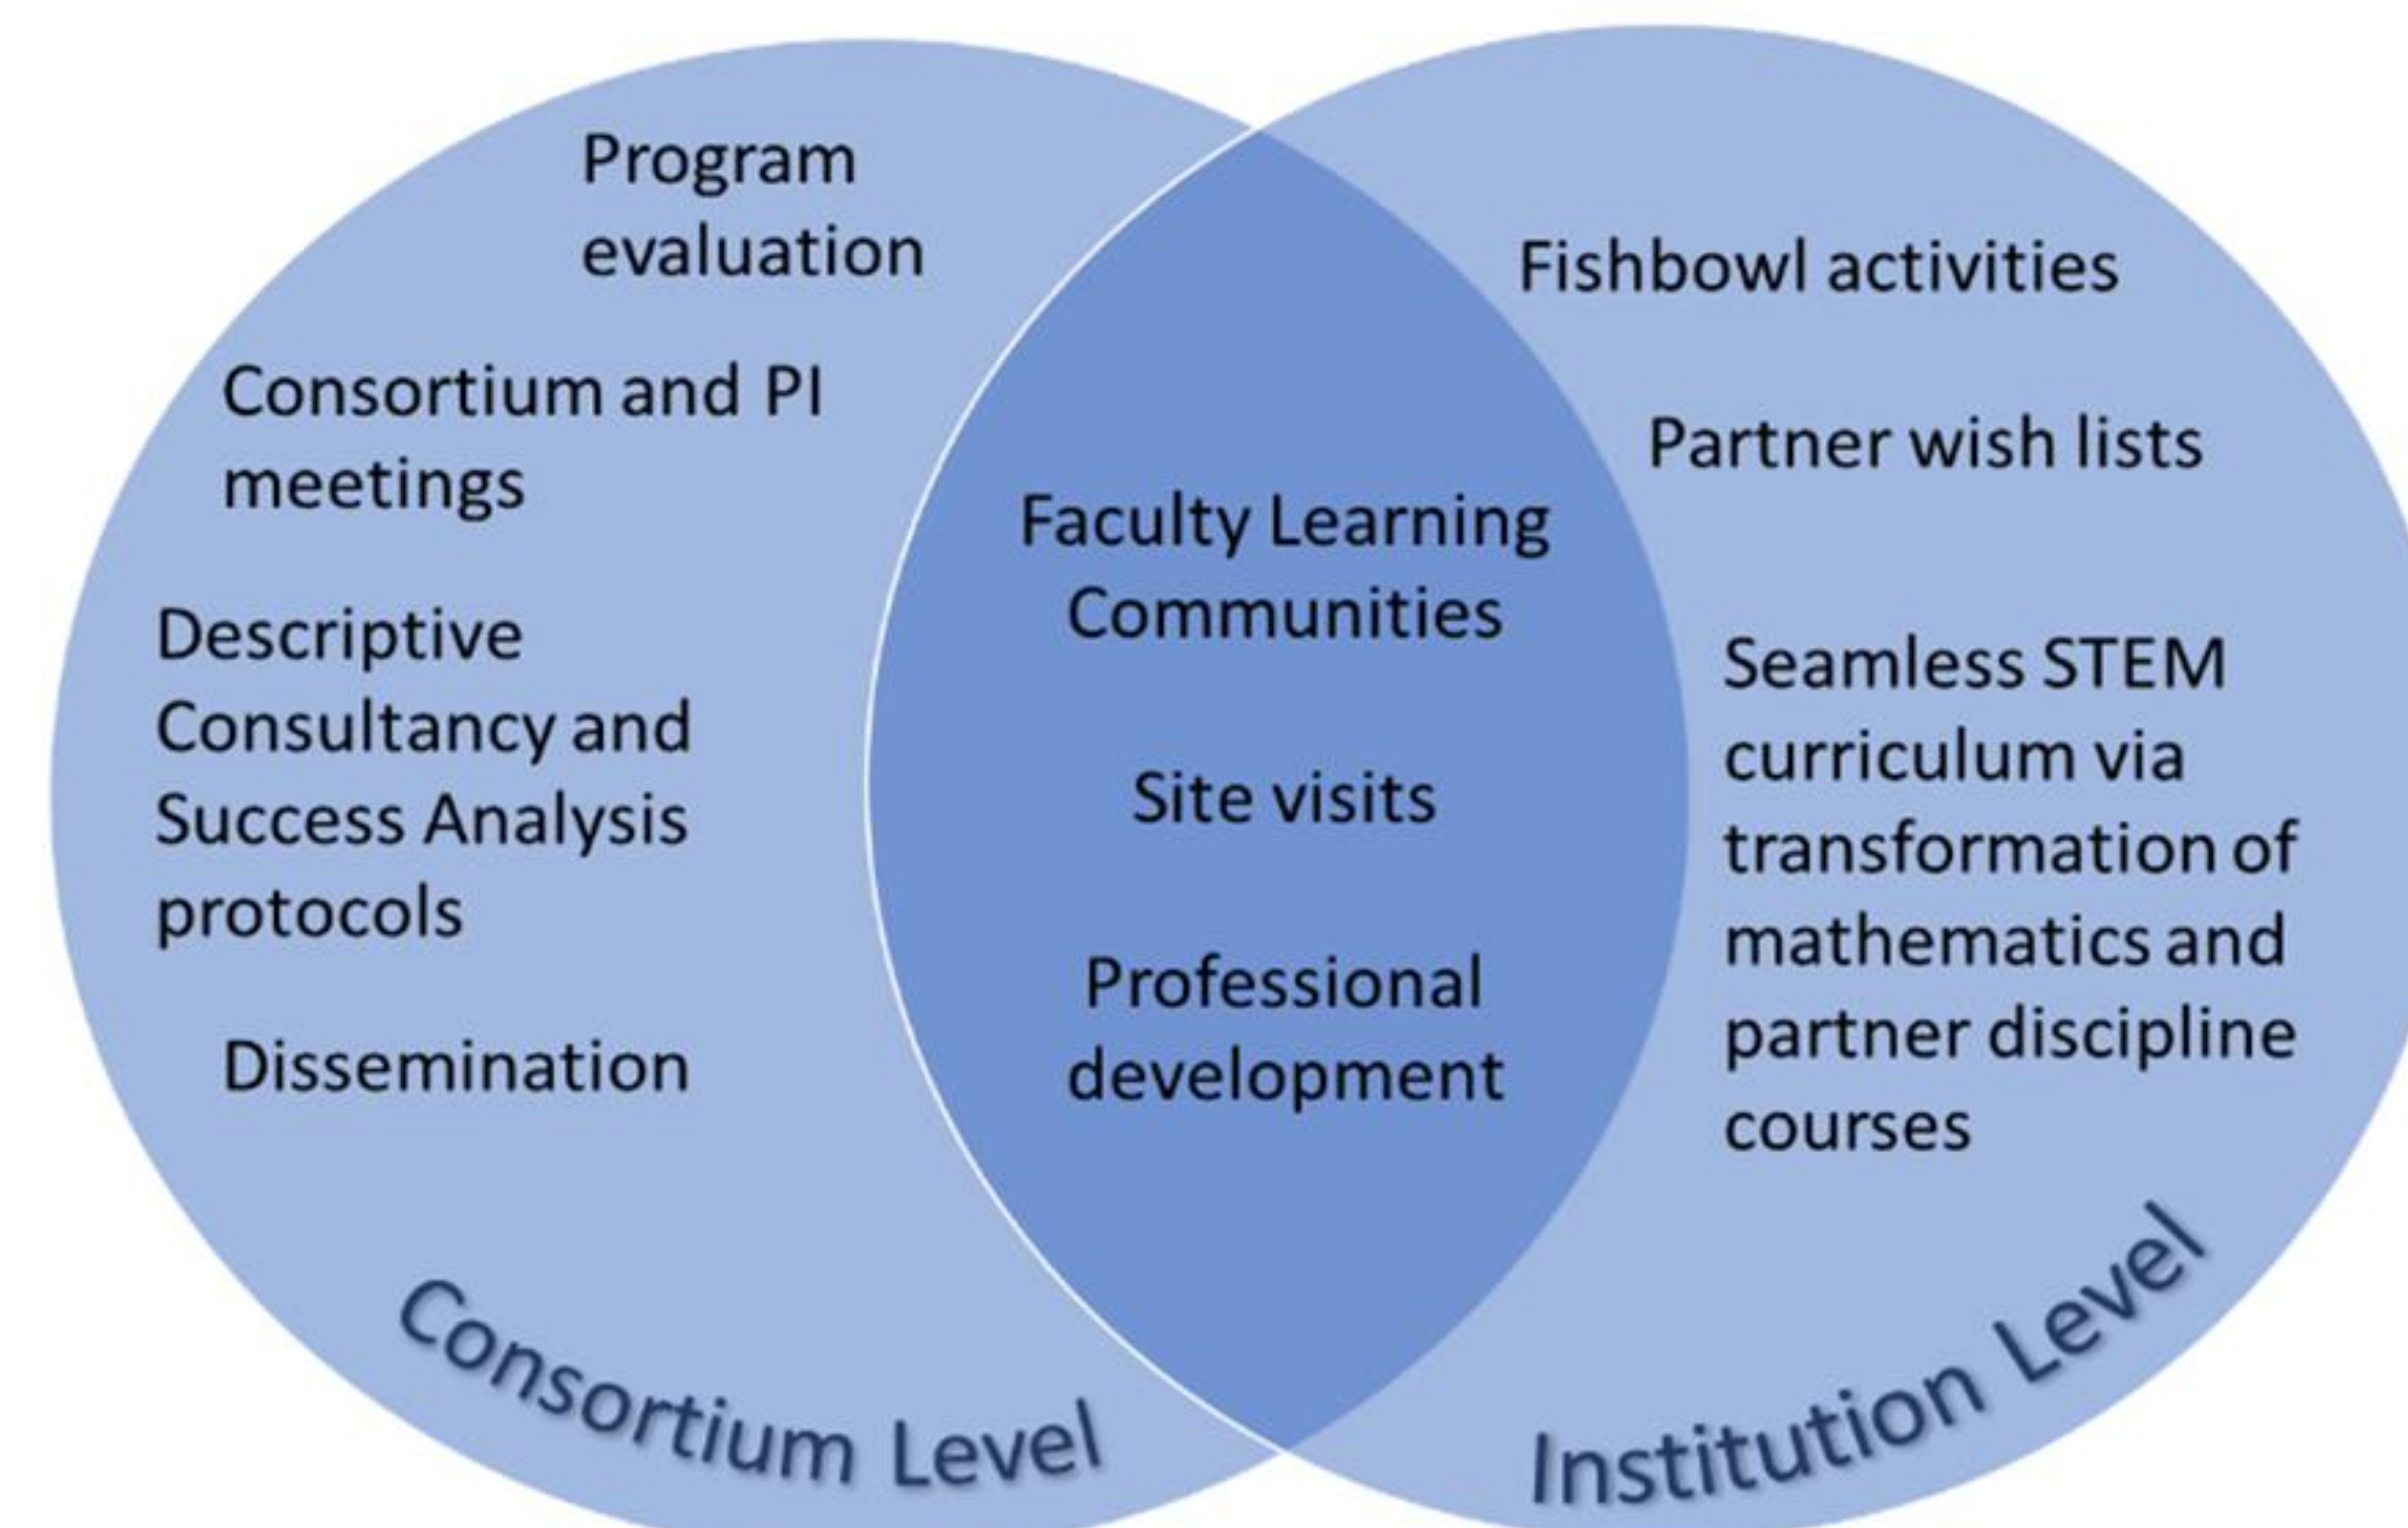 Program
evaluation
Consortium and PI
meetings
Descriptive
Consultancy and
Success Analysis
protocols
Dissemination
Consortium Level
Faculty Learning
Communities
Site visits
Professional
development
Fishbowl activities
Partner wish lists
Seamless STEM
curriculum via
transformation of
mathematics and
partner discipline
courses
Institution Level